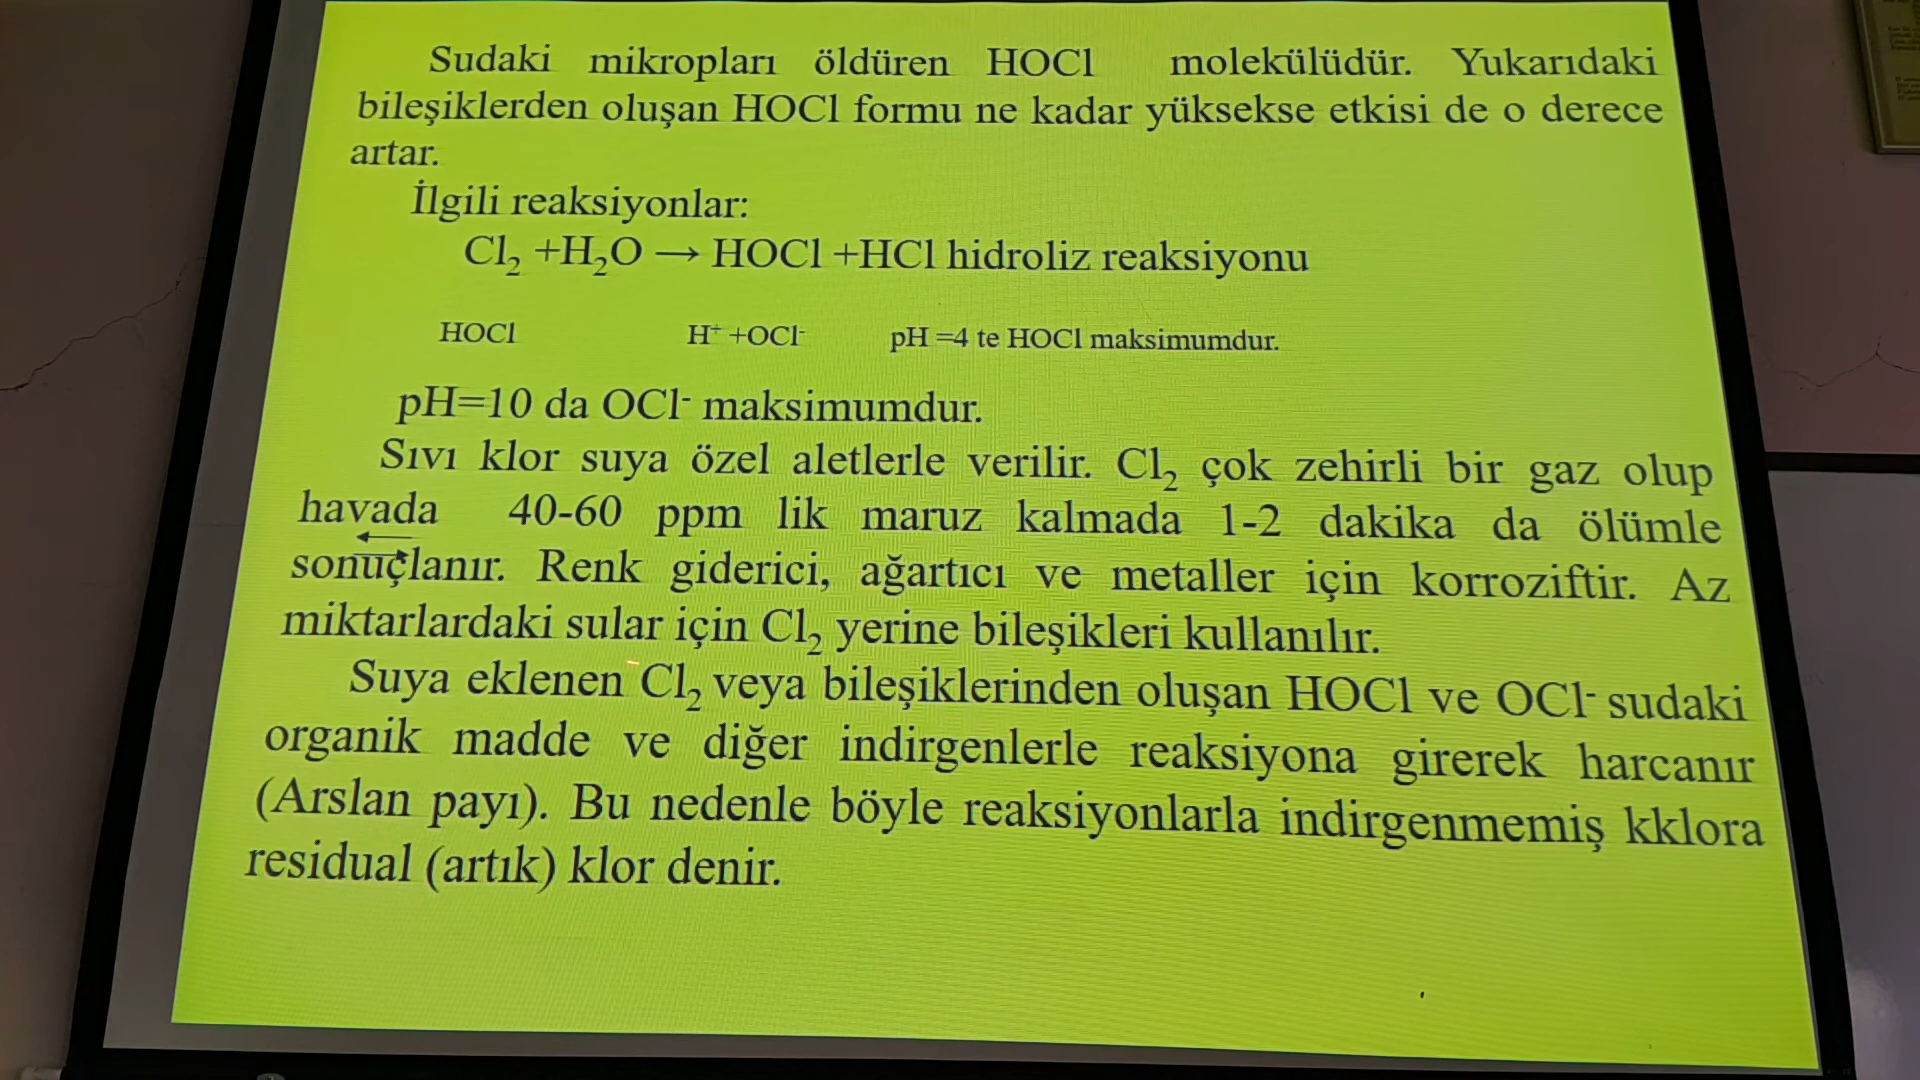 Sudaki mikropları öldüren HOCl molekülüdür. Yukarıdaki
bileşiklerden oluşan HOCl formu ne kadar yüksekse etkisi de o derece
artar.
İlgili reaksiyonlar:
Cl₂ +H₂O → HOCl +HCl hidroliz reaksiyonu
HOCl H⁺ +OCl⁻ pH =4 te HOCl maksimumdur.
pH=10 da OCl⁻ maksimumdur.
Sıvı klor suya özel aletlerle verilir. Cl₂ çok zehirli bir gaz olup
havada 40-60 ppm lik maruz kalmada 1-2 dakika da ölümle
sonuçlanır. Renk giderici, ağartıcı ve metaller için korroziftir. Az
miktarlardaki sular için Cl₂ yerine bileşikleri kullanılır.
Suya eklenen Cl₂ veya bileşiklerinden oluşan HOCl ve OCl⁻ sudaki
organik madde ve diğer indirgenlerle reaksiyona girerek harcanır
(Arslan payı). Bu nedenle böyle reaksiyonlarla indirgenmemiş kklora
residual (artık) klor denir.